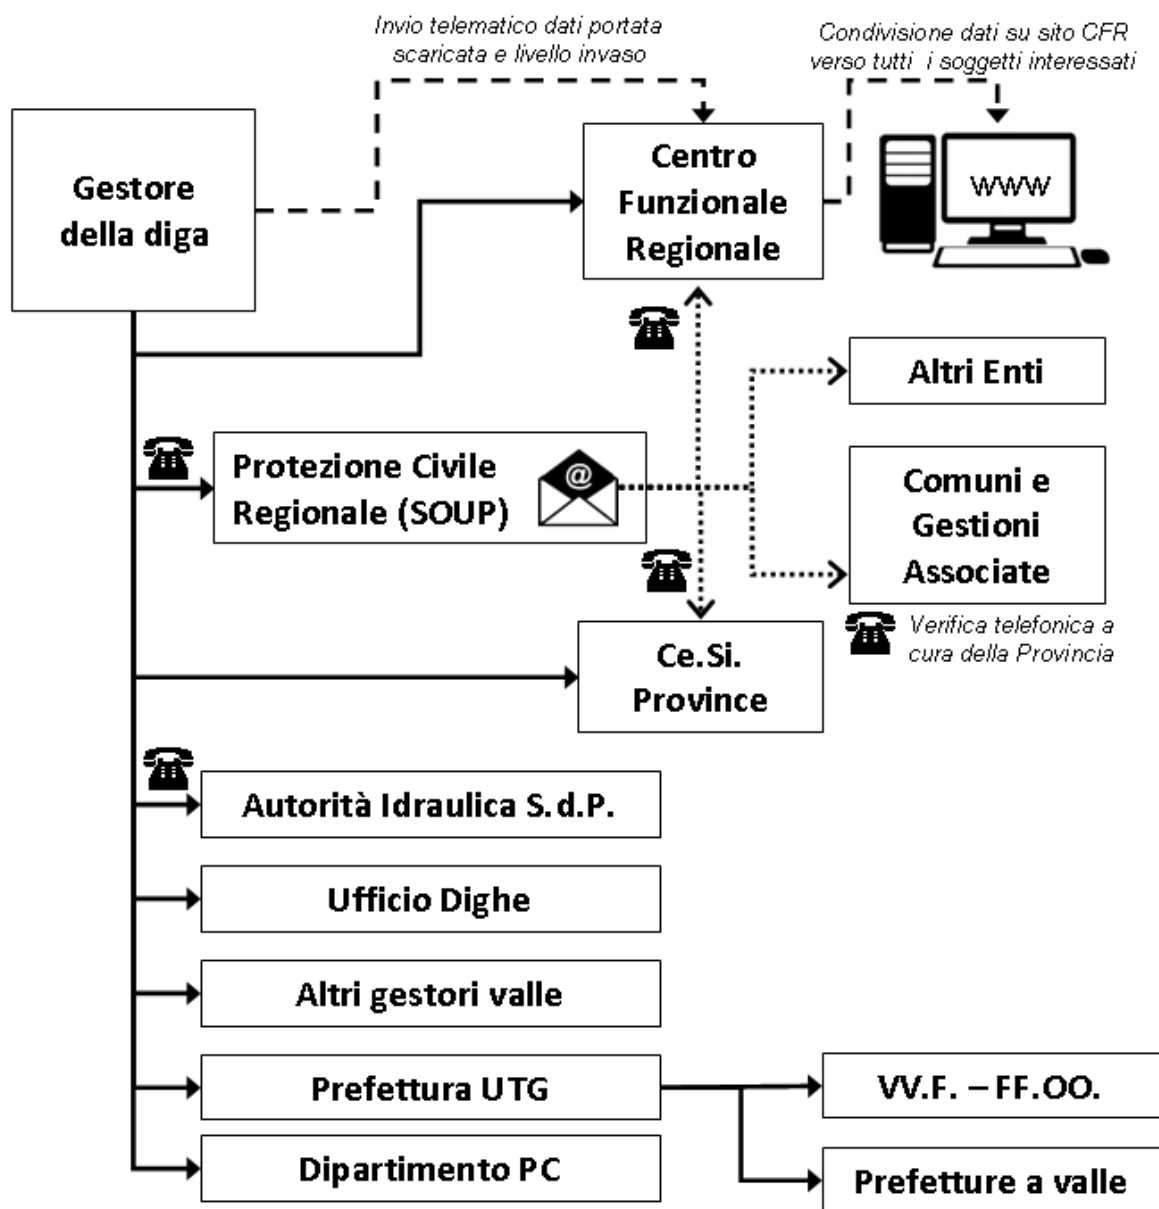 Invio telematico dati portata
scaricata e livello invaso
Condivisione dati su sito CFR
verso tutti i soggetti interessati
Gestore
della diga
Centro
Funzionale
Regionale
www
Altri Enti
Protezione Civile
Regionale (SOUP)
@
Comuni e
Gestioni
Associate
Verifica telefonica a
cura della Provincia
Ce.Si.
Province
Autorità Idraulica S.d.P.
Ufficio Dighe
Altri gestori valle
Prefettura UTG
VV.F. – FF.OO.
Dipartimento PC
Prefetture a valle